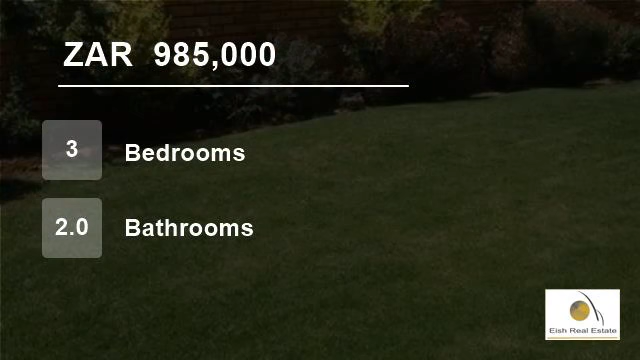 ZAR 985,000
3 Bedrooms
2.0 Bathrooms
Eish Real Estate